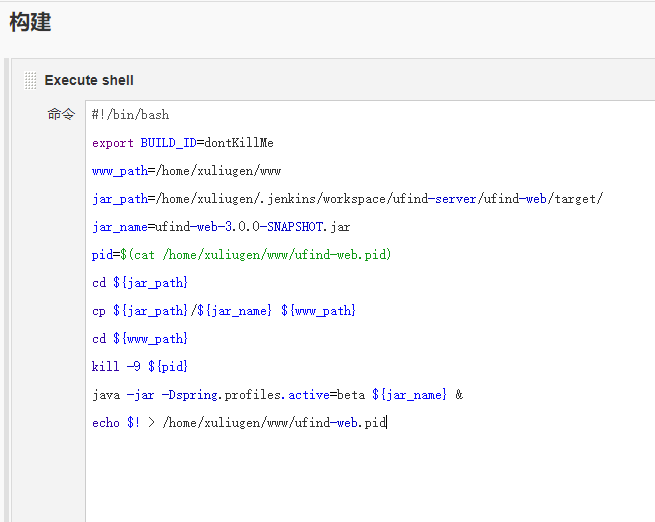 构建
Execute shell
命令
#!/bin/bash
export BUILD_ID=dontKillMe
www_path=/home/xuliugen/www
jar_path=/home/xuliugen/.jenkins/workspace/ufind-server/ufind-web/target/
jar_name=ufind-web-3.0.0-SNAPSHOT.jar
pid=$(cat /home/xuliugen/www/ufind-web.pid)
cd ${jar_path}
cp ${jar_path}/${jar_name} ${www_path}
cd ${www_path}
kill -9 ${pid}
java -jar -Dspring.profiles.active=beta ${jar_name} &
echo $! > /home/xuliugen/www/ufind-web.pid